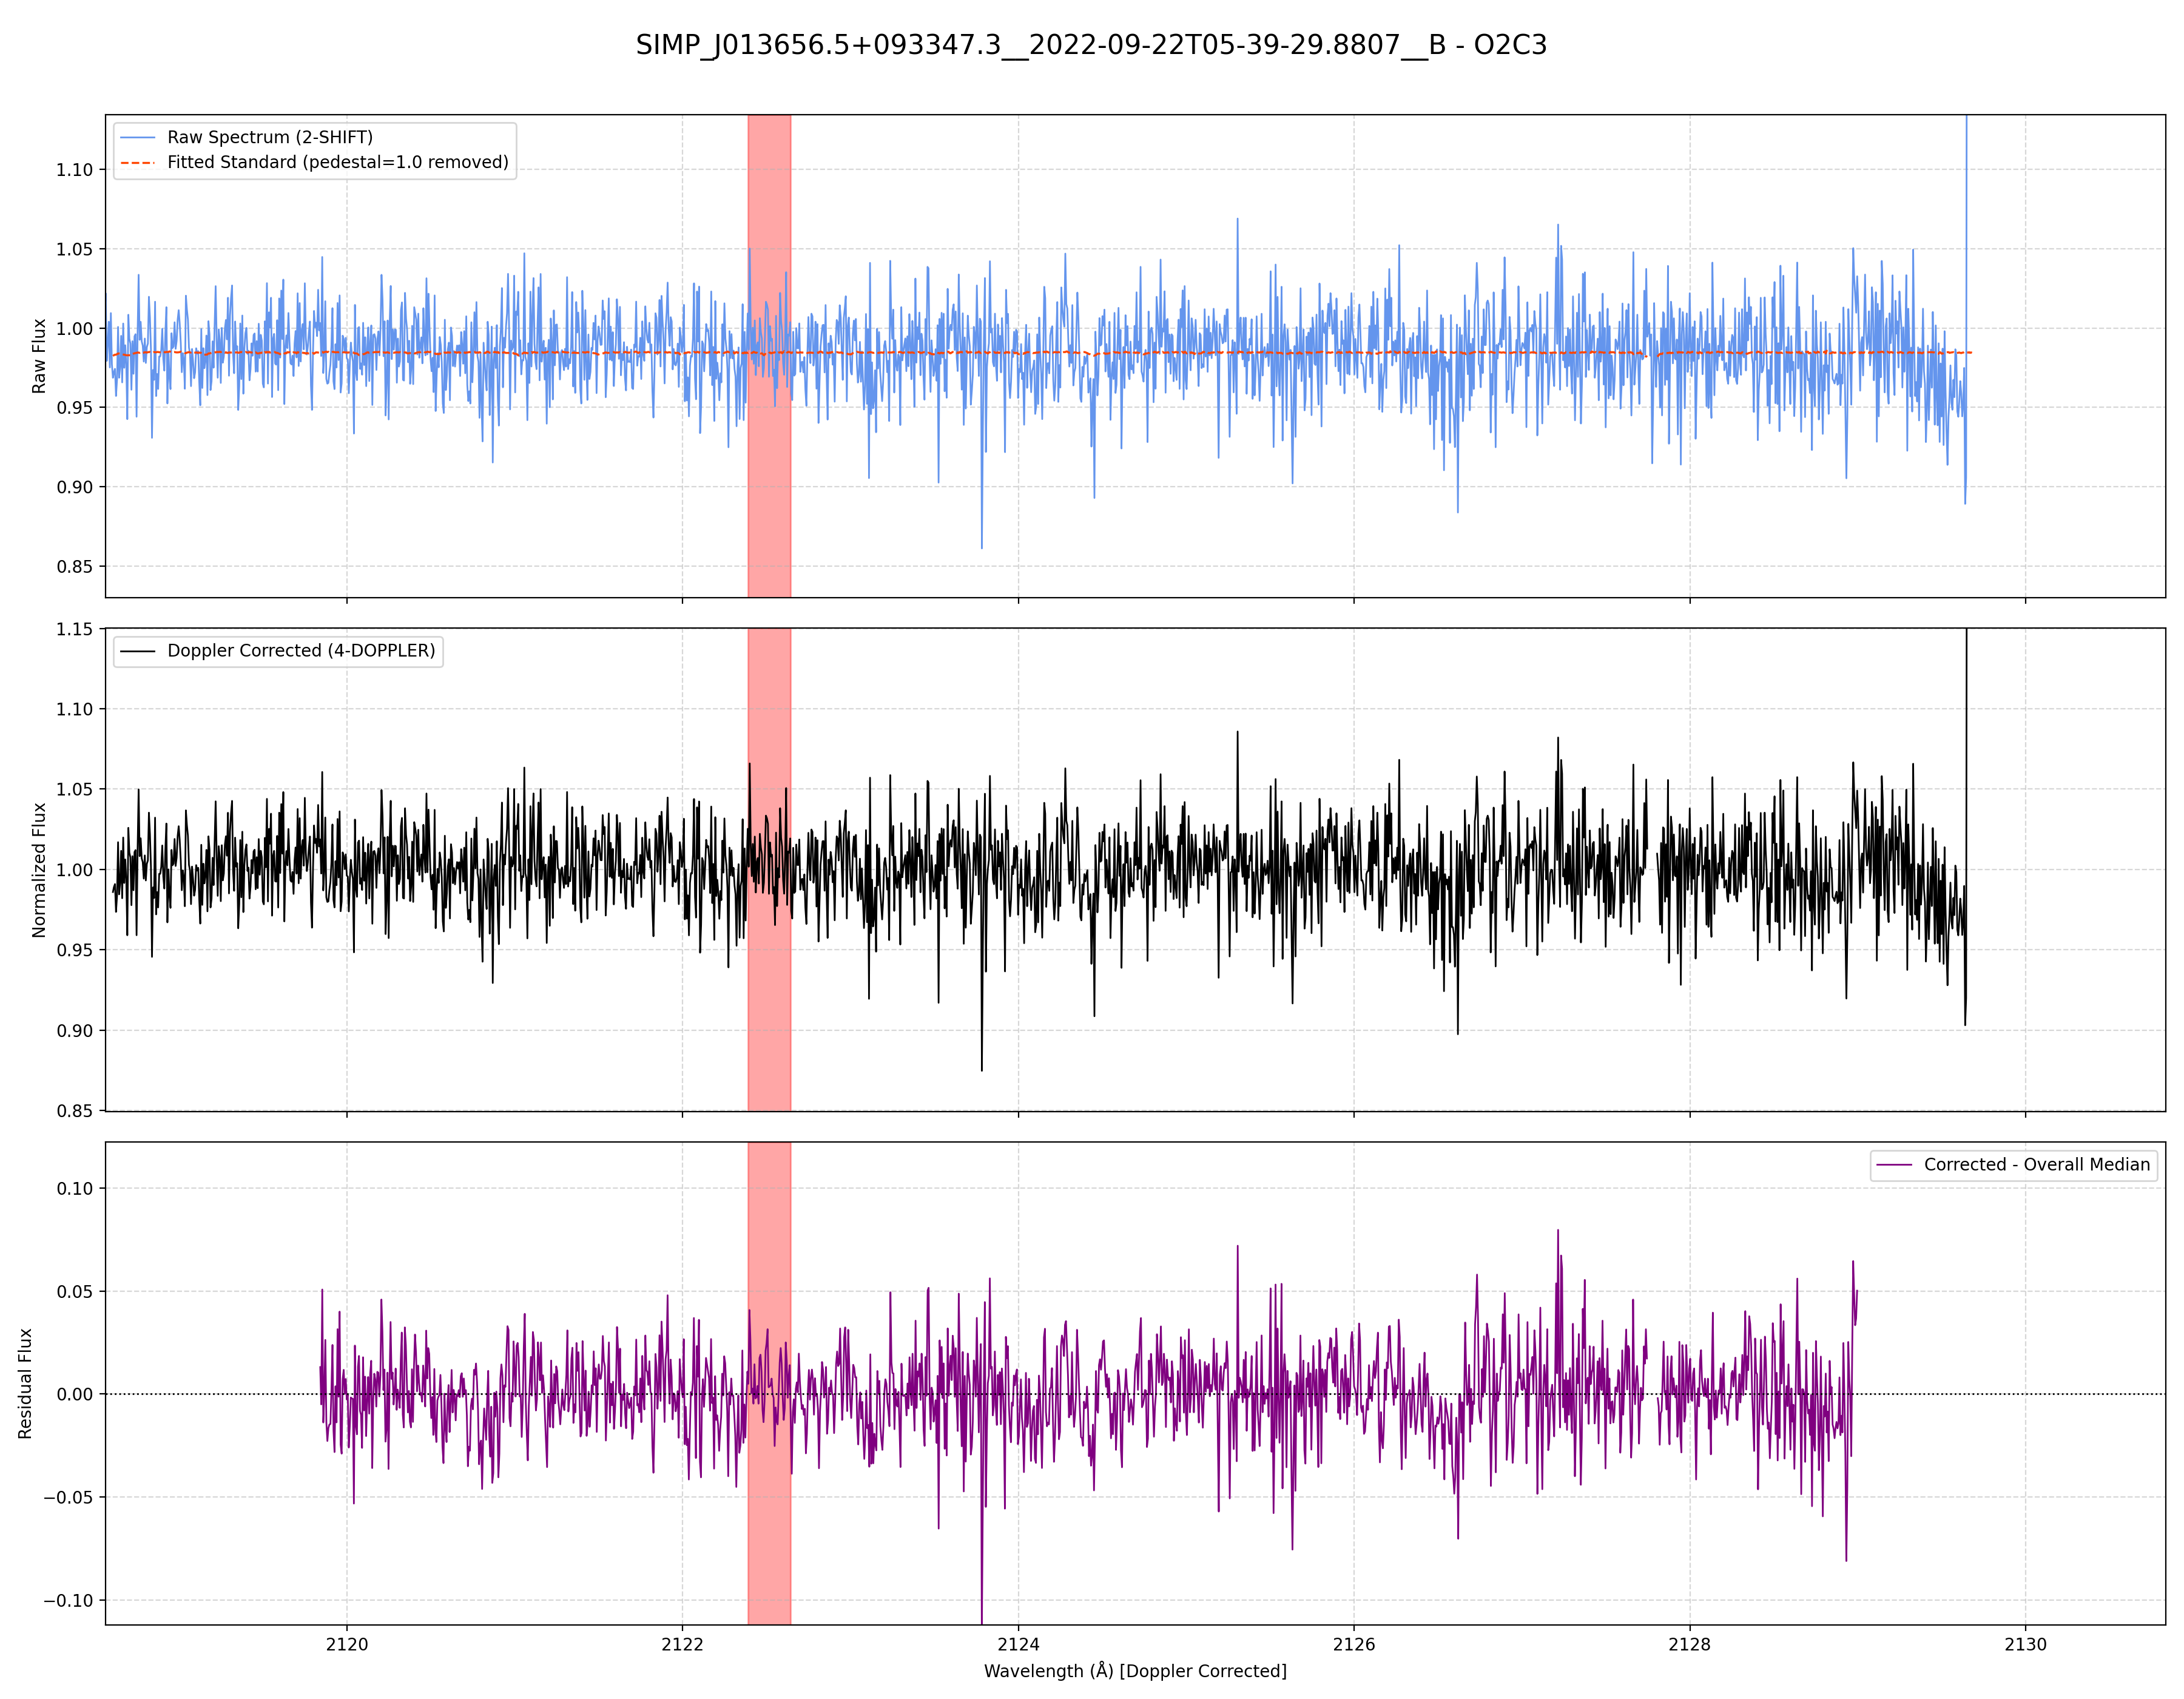 SIMP_J013656.5+093347.3__2022-09-22T05-39-29.8807__B - O2C3
Raw Spectrum (2-SHIFT)
Fitted Standard (pedestal=1.0 removed)
Raw Flux
1.10
1.05
1.00
0.95
0.90
0.85
Doppler Corrected (4-DOPPLER)
Normalized Flux
1.15
1.10
1.05
1.00
0.95
0.90
0.85
Corrected - Overall Median
Residual Flux
0.10
0.05
0.00
−0.05
−0.10
2120 2122 2124 2126 2128 2130
Wavelength (Å) [Doppler Corrected]